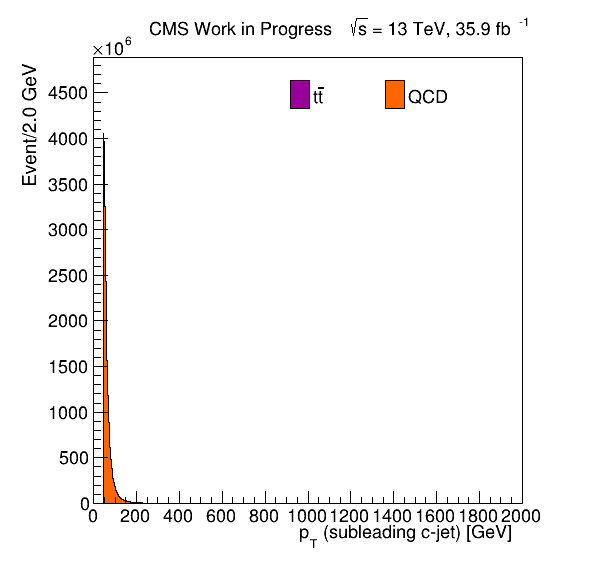 CMS Work in Progress √s = 13 TeV, 35.9 fb⁻¹
×10⁶
Event/2.0 GeV
4500
4000
3500
3000
2500
2000
1500
1000
500
0
tt̄
QCD
0 200 400 600 800 1000 1200 1400 1600 1800 2000
p_T (subleading c-jet) [GeV]